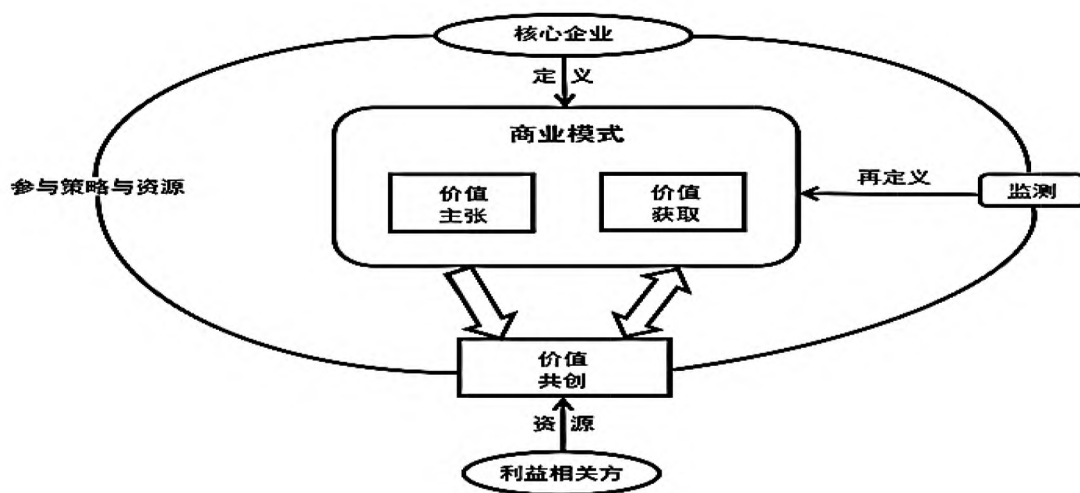 核心企业
定 义
商业模式
参与策略与资源
价值
主张
价值
获取
再定义
监测
价值
共创
资 源
利益相关方